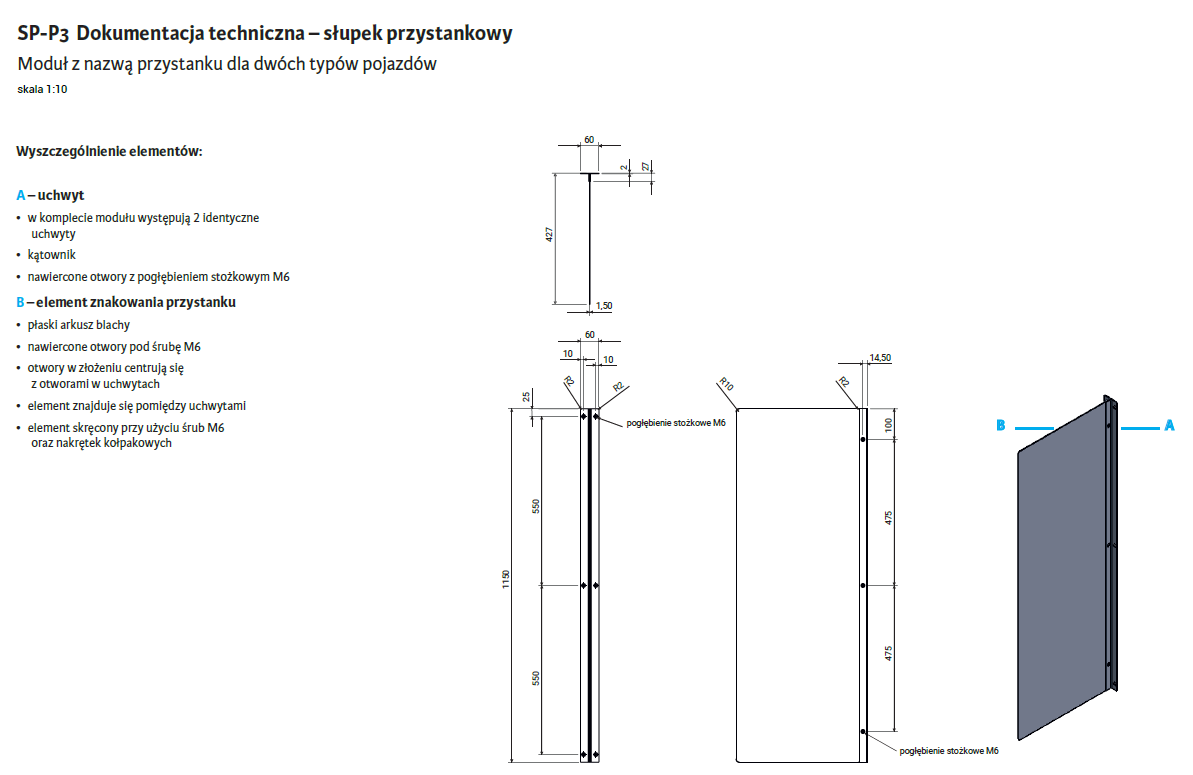 SP-P3 Dokumentacja techniczna – słupek przystankowy
Moduł z nazwą przystanku dla dwóch typów pojazdów
skala 1:10
Wyszczególnienie elementów:
A – uchwyt
• w komplecie modułu występują 2 identyczne
uchwyty
• kątownik
• nawiercone otwory z pogłębieniem stożkowym M6
B – element znakowania przystanku
• płaski arkusz blachy
• nawiercone otwory pod śrubę M6
• otwory w złożeniu centrują się
z otworami w uchwytach
• element znajduje się pomiędzy uchwytami
• element skręcony przy użyciu śrub M6
oraz nakrętek kołpakowych
60
2
27
427
1,50
60
10
10
R2
R2
25
pogłębienie stożkowe M6
550
1150
550
R10
R2
14,50
100
475
475
pogłębienie stożkowe M6
B
A